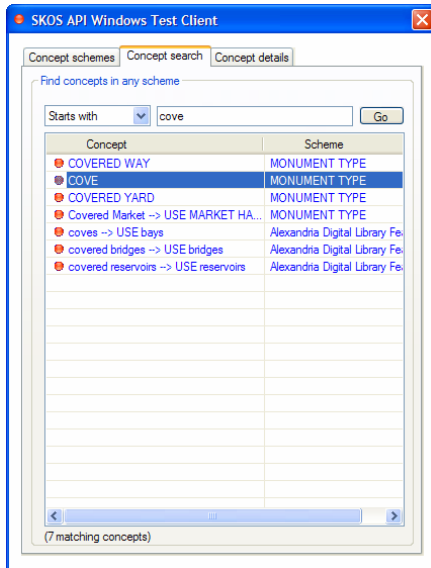 SKOS API Windows Test Client
Concept schemes Concept search Concept details
Find concepts in any scheme
Starts with cove Go
Concept Scheme
COVERED WAY MONUMENT TYPE
COVE MONUMENT TYPE
COVERED YARD MONUMENT TYPE
Covered Market --> USE MARKET HA... MONUMENT TYPE
coves --> USE bays Alexandria Digital Library Fea
covered bridges --> USE bridges Alexandria Digital Library Fea
covered reservoirs --> USE reservoirs Alexandria Digital Library Fea
(7 matching concepts)